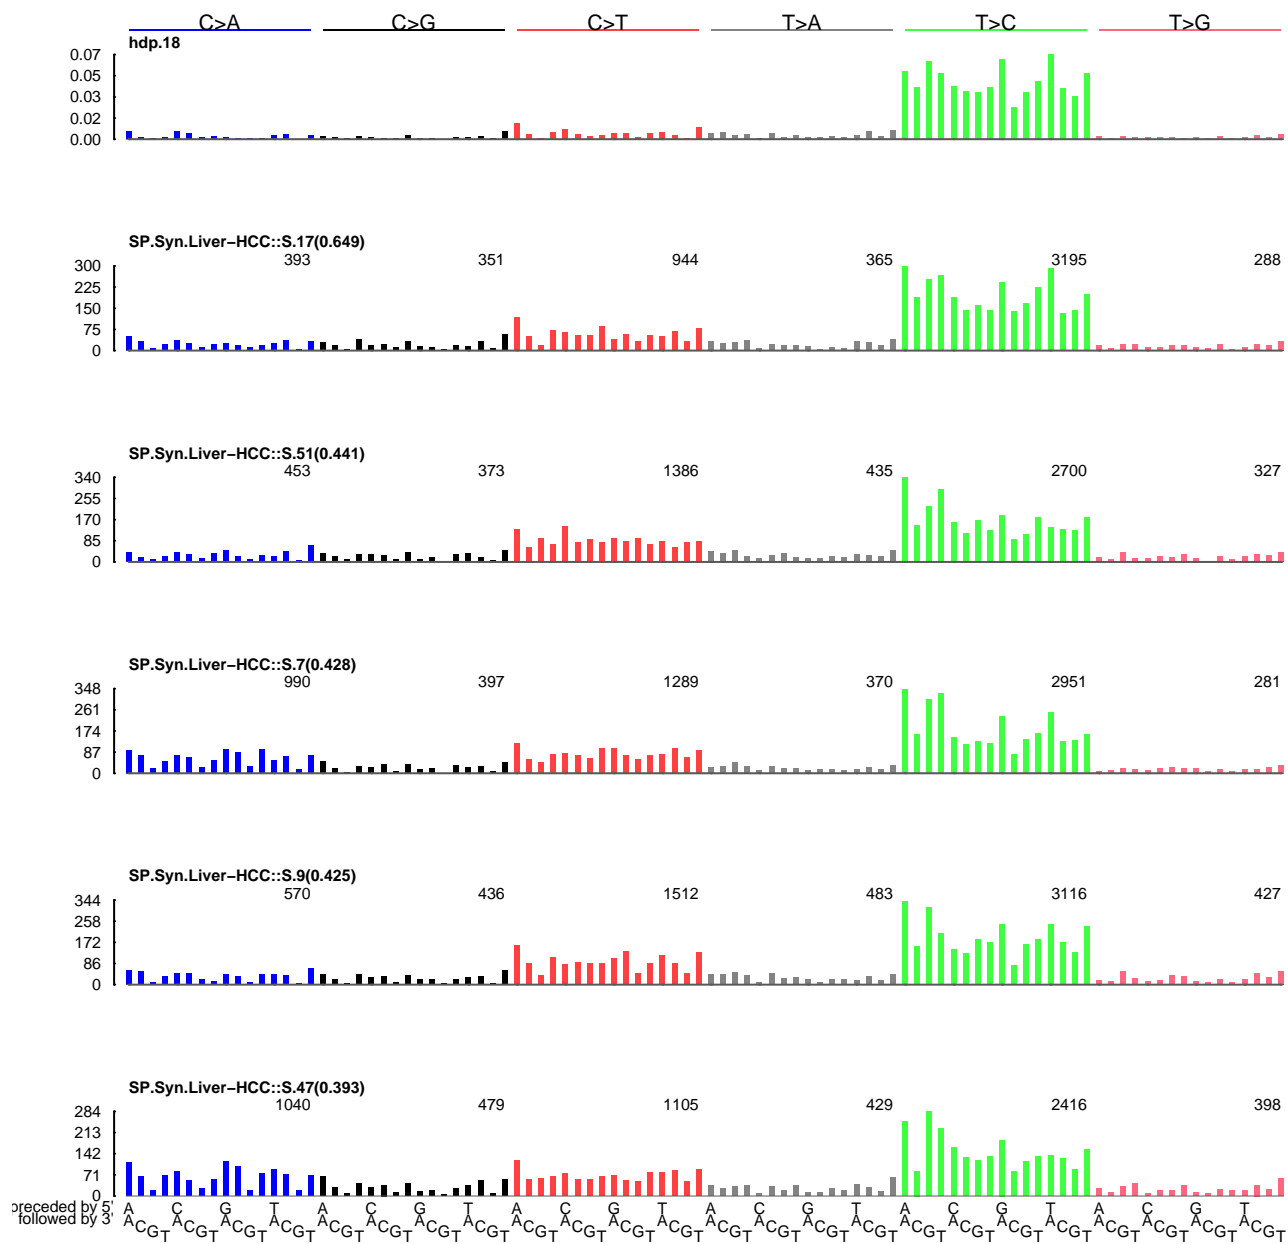 C>A C>G C>T T>A T>C T>G
hdp.18
0.07
0.05
0.03
0.02
0.00
SP.Syn.Liver−HCC::S.17(0.649)
393 351 944 365 3195 288
300
225
150
75
0
SP.Syn.Liver−HCC::S.51(0.441)
453 373 1386 435 2700 327
340
255
170
85
0
SP.Syn.Liver−HCC::S.7(0.428)
990 397 1289 370 2951 281
348
261
174
87
0
SP.Syn.Liver−HCC::S.9(0.425)
570 436 1512 483 3116 427
344
258
172
86
0
SP.Syn.Liver−HCC::S.47(0.393)
1040 479 1105 429 2416 398
284
213
142
71
0
preceded by 5' A C G T A C G T A C G T A C G T A C G T A C G T
followed by 3' A C G T A C G T A C G T A C G T A C G T A C G T A C G T A C G T A C G T A C G T A C G T A C G T A C G T A C G T A C G T A C G T A C G T A C G T A C G T A C G T A C G T A C G T A C G T A C G T